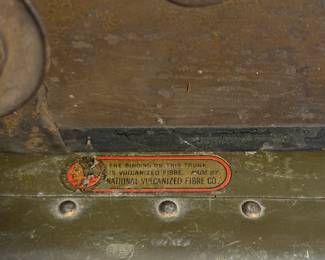 THE BINDING ON THIS TRUNK
IS VULCANIZED FIBRE. MADE BY
NATIONAL VULCANIZED FIBRE CO.